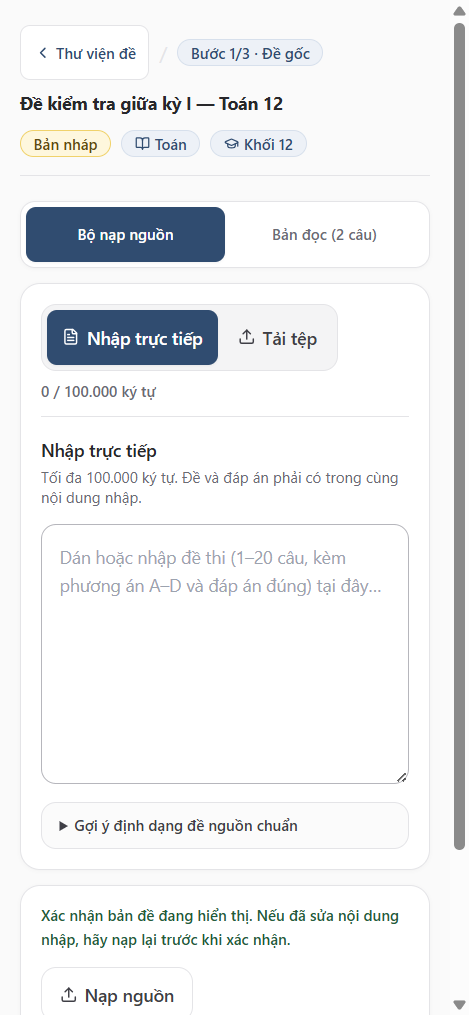 Thư viện đề / Bước 1/3 · Đề gốc
Đề kiểm tra giữa kỳ I — Toán 12
Bản nháp Toán Khối 12
Bộ nạp nguồn Bản đọc (2 câu)
Nhập trực tiếp Tải tệp
0 / 100.000 ký tự
Nhập trực tiếp
Tối đa 100.000 ký tự. Đề và đáp án phải có trong cùng
nội dung nhập.
Dán hoặc nhập đề thi (1–20 câu, kèm
phương án A–D và đáp án đúng) tại đây...
Gợi ý định dạng đề nguồn chuẩn
Xác nhận bản đề đang hiển thị. Nếu đã sửa nội dung
nhập, hãy nạp lại trước khi xác nhận.
Nạp nguồn